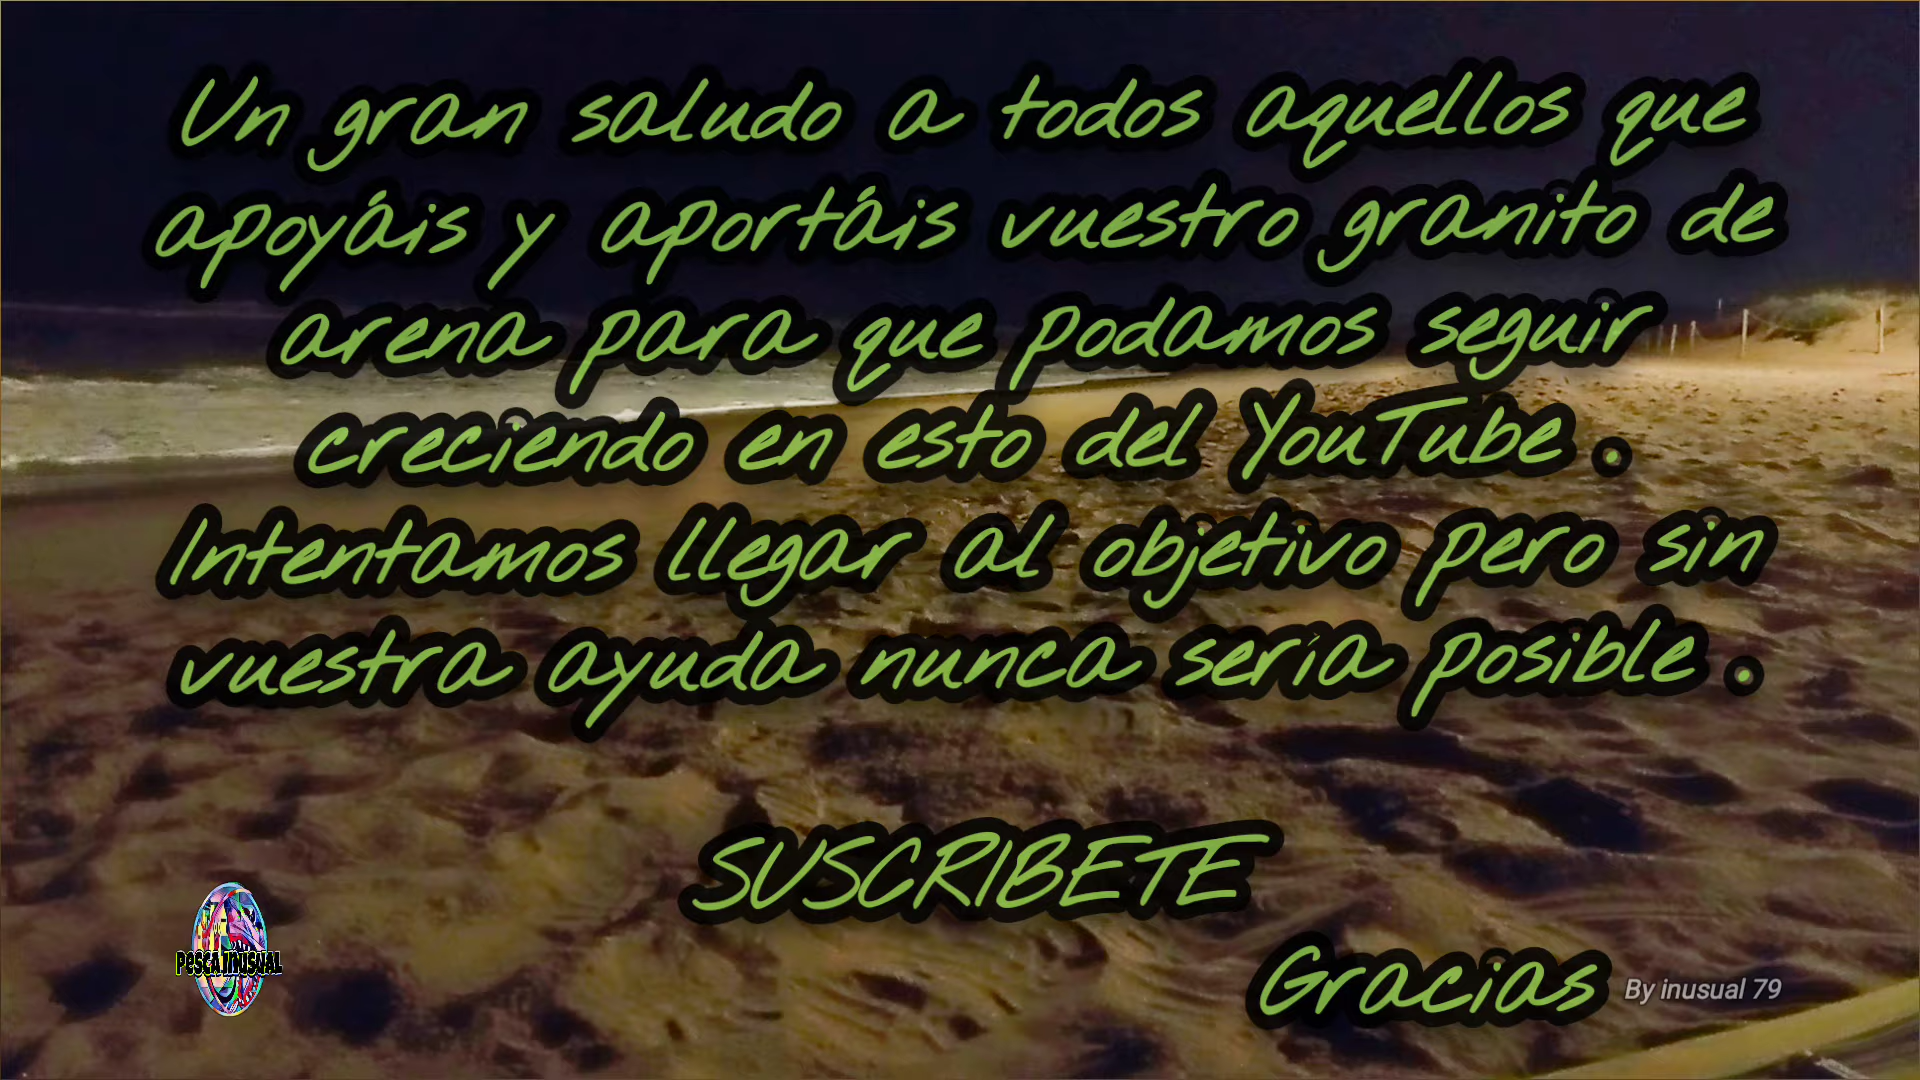 Un gran saludo a todos aquellos que
apoyáis y aportáis vuestro granito de
arena para que podamos seguir
creciendo en esto del YouTube .
Intentamos llegar al objetivo pero sin
vuestra ayuda nunca sería posible .
SUSCRIBETE
PESCA INUSUAL
Gracias
By inusual 79